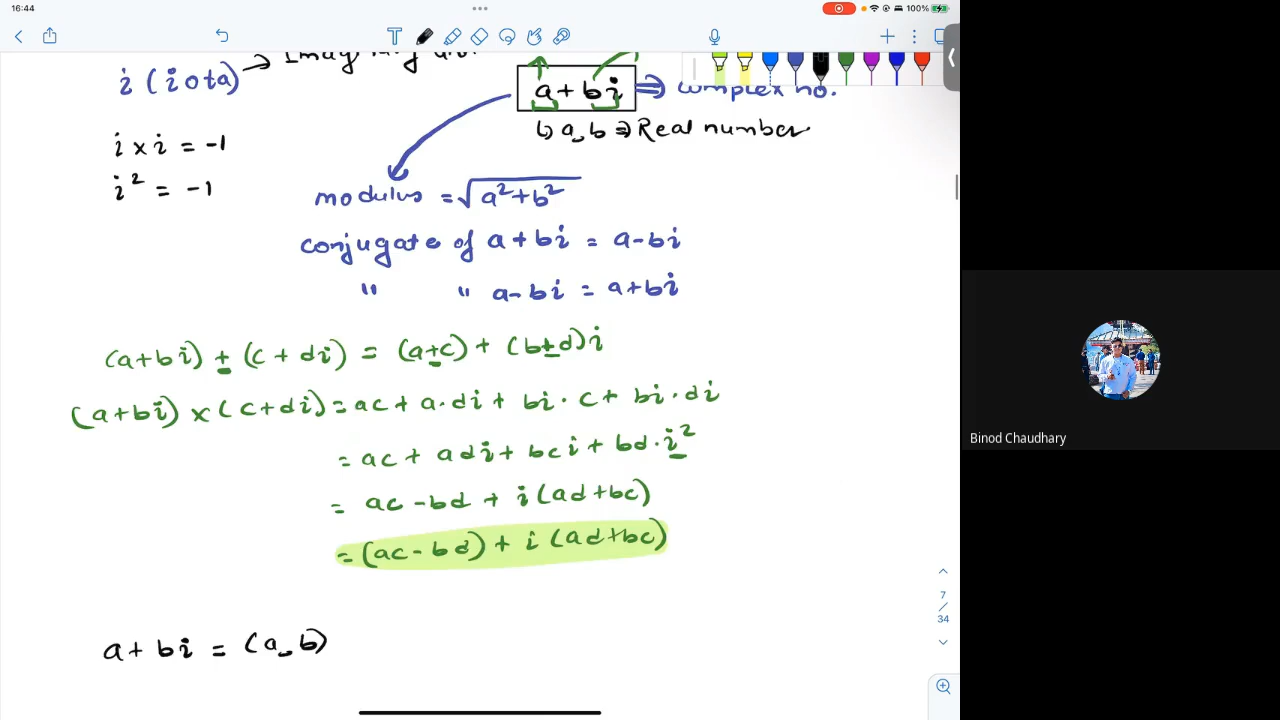 16:44
100%
i (iota) → Imaginary
a + bi ⇒ complex no.
↳ a, b ⇒ Real number
i × i = -1
i² = -1
modulus = √a²+b²
conjugate of a + bi = a - bi
" " a - bi = a + bi
(a+bi) + (c + di) = (a+c) + (b+d)i
(a+bi) × (c+di) = ac + a·di + bi·c + bi·di
= ac + adi + bci + bd·i²
= ac - bd + i(ad+bc)
= (ac - bd) + i (ad+bc)
a + bi = (a, b)
7
/
34
Binod Chaudhary